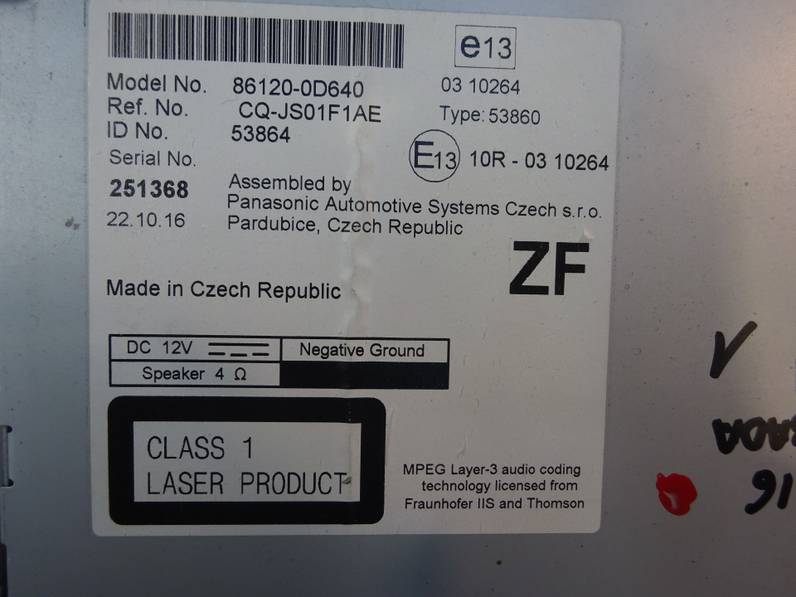 e13
Model No. 86120-0D640 03 10264
Ref. No. CQ-JS01F1AE Type: 53860
ID No. 53864
E13 10R - 03 10264
Serial No.
251368 Assembled by
Panasonic Automotive Systems Czech s.r.o.
22.10.16 Pardubice, Czech Republic
ZF
Made in Czech Republic
DC 12V Negative Ground
Speaker 4 Ω
CLASS 1
LASER PRODUCT
MPEG Layer-3 audio coding
technology licensed from
Fraunhofer IIS and Thomson